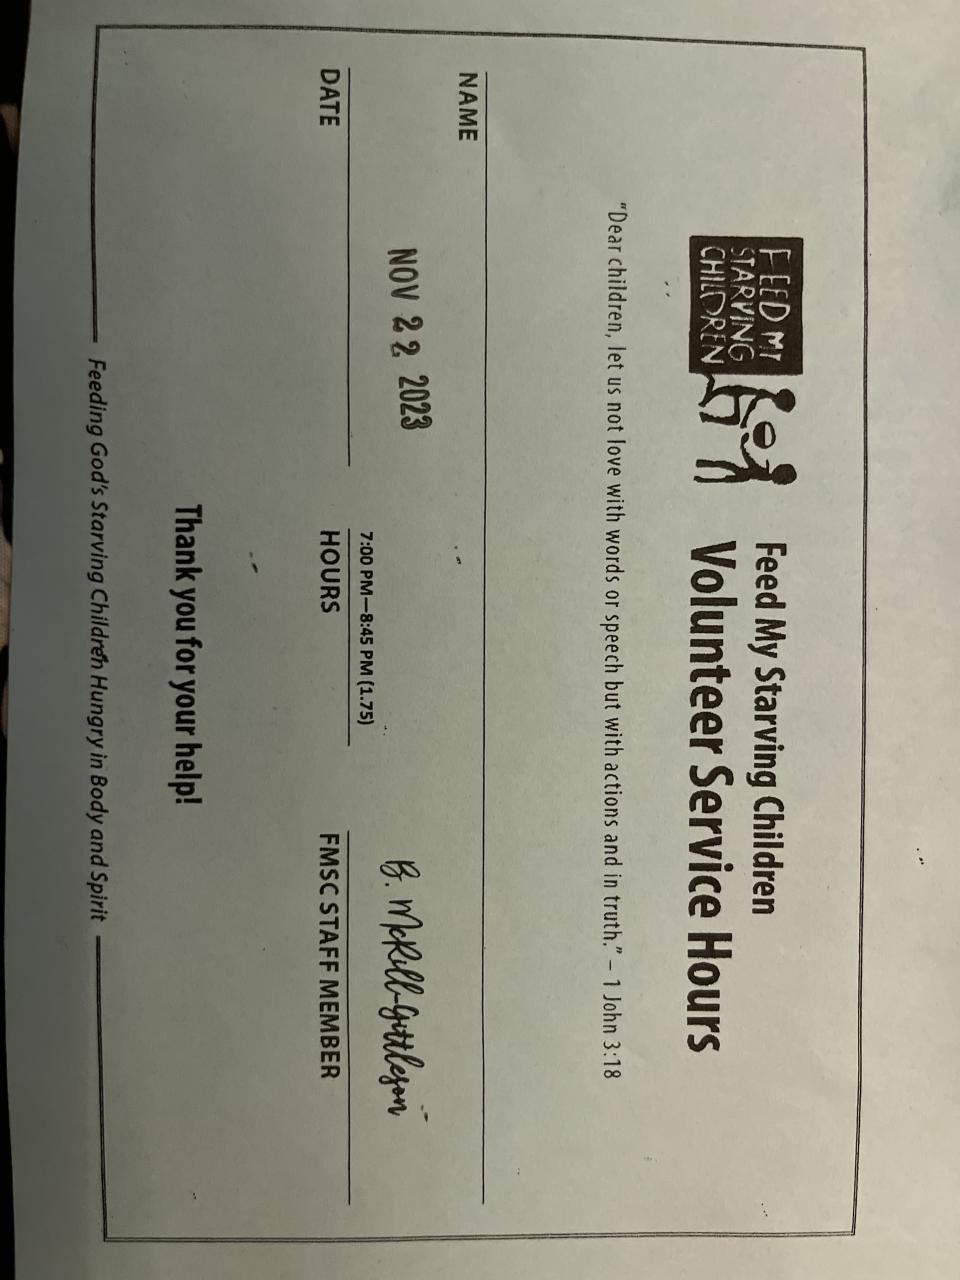 FEED MY
STARVING
CHILDREN
Feed My Starving Children
Volunteer Service Hours
"Dear children, let us not love with words or speech but with actions and in truth." – 1 John 3:18
NAME
NOV 22 2023
7:00 PM—8:45 PM (1.75)
B. McKill-Gittleson
DATE
HOURS
FMSC STAFF MEMBER
Thank you for your help!
Feeding God's Starving Children Hungry in Body and Spirit